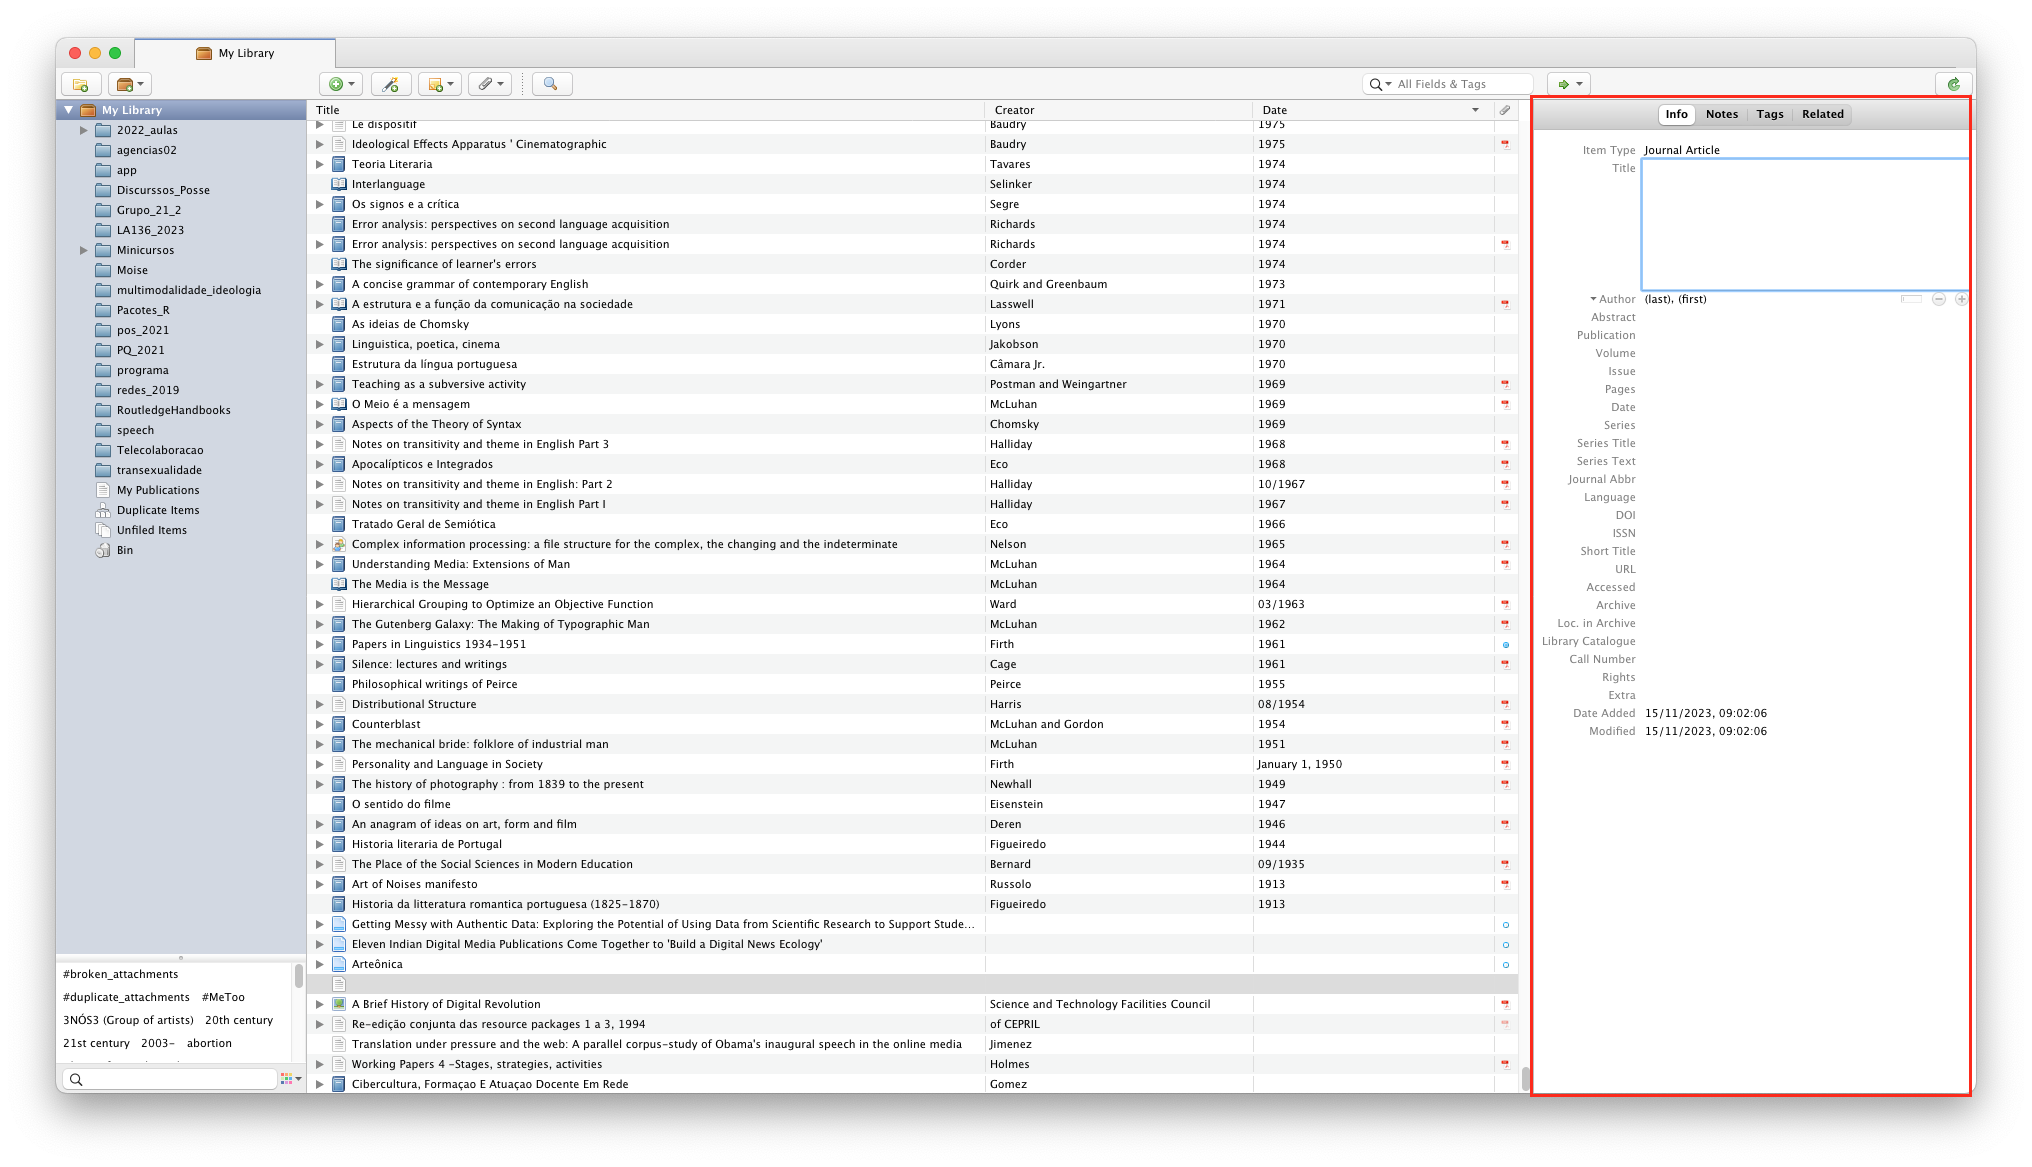 My Library
All Fields & Tags
My Library
2022_aulas
agencias02
app
Discurssos_Posse
Grupo_21_2
LA136_2023
Minicursos
Moise
multimodalidade_ideologia
Pacotes_R
pos_2021
PQ_2021
programa
redes_2019
RoutledgeHandbooks
speech
Telecolaboracao
transexualidade
My Publications
Duplicate Items
Unfiled Items
Bin
#broken_attachments
#duplicate_attachments #MeToo
3NÓS3 (Group of artists) 20th century
21st century 2003- abortion
Title Creator Date
Le dispositif Baudry 1975
Ideological Effects Apparatus ' Cinematographic Baudry 1975
Teoria Literaria Tavares 1974
Interlanguage Selinker 1974
Os signos e a crítica Segre 1974
Error analysis: perspectives on second language acquisition Richards 1974
Error analysis: perspectives on second language acquisition Richards 1974
The significance of learner's errors Corder 1974
A concise grammar of contemporary English Quirk and Greenbaum 1973
A estrutura e a função da comunicação na sociedade Lasswell 1971
As ideias de Chomsky Lyons 1970
Linguistica, poetica, cinema Jakobson 1970
Estrutura da língua portuguesa Câmara Jr. 1970
Teaching as a subversive activity Postman and Weingartner 1969
O Meio é a mensagem McLuhan 1969
Aspects of the Theory of Syntax Chomsky 1969
Notes on transitivity and theme in English Part 3 Halliday 1968
Apocalípticos e Integrados Eco 1968
Notes on transitivity and theme in English: Part 2 Halliday 10/1967
Notes on transitivity and theme in English Part I Halliday 1967
Tratado Geral de Semiótica Eco 1966
Complex information processing: a file structure for the complex, the changing and the indeterminate Nelson 1965
Understanding Media: Extensions of Man McLuhan 1964
The Media is the Message McLuhan 1964
Hierarchical Grouping to Optimize an Objective Function Ward 03/1963
The Gutenberg Galaxy: The Making of Typographic Man McLuhan 1962
Papers in Linguistics 1934-1951 Firth 1961
Silence: lectures and writings Cage 1961
Philosophical writings of Peirce Peirce 1955
Distributional Structure Harris 08/1954
Counterblast McLuhan and Gordon 1954
The mechanical bride: folklore of industrial man McLuhan 1951
Personality and Language in Society Firth January 1, 1950
The history of photography : from 1839 to the present Newhall 1949
O sentido do filme Eisenstein 1947
An anagram of ideas on art, form and film Deren 1946
Historia literaria de Portugal Figueiredo 1944
The Place of the Social Sciences in Modern Education Bernard 09/1935
Art of Noises manifesto Russolo 1913
Historia da litteratura romantica portuguesa (1825-1870) Figueiredo 1913
Getting Messy with Authentic Data: Exploring the Potential of Using Data from Scientific Research to Support Stude...
Eleven Indian Digital Media Publications Come Together to 'Build a Digital News Ecology'
Arteônica
A Brief History of Digital Revolution Science and Technology Facilities Council
Re-edição conjunta das resource packages 1 a 3, 1994 of CEPRIL
Translation under pressure and the web: A parallel corpus-study of Obama's inaugural speech in the online media Jimenez
Working Papers 4 -Stages, strategies, activities Holmes
Cibercultura, Formaçao E Atuaçao Docente Em Rede Gomez
Info Notes Tags Related
Item Type Journal Article
Title
Author (last), (first)
Abstract
Publication
Volume
Issue
Pages
Date
Series
Series Title
Series Text
Journal Abbr
Language
DOI
ISSN
Short Title
URL
Accessed
Archive
Loc. in Archive
Library Catalogue
Call Number
Rights
Extra
Date Added 15/11/2023, 09:02:06
Modified 15/11/2023, 09:02:06